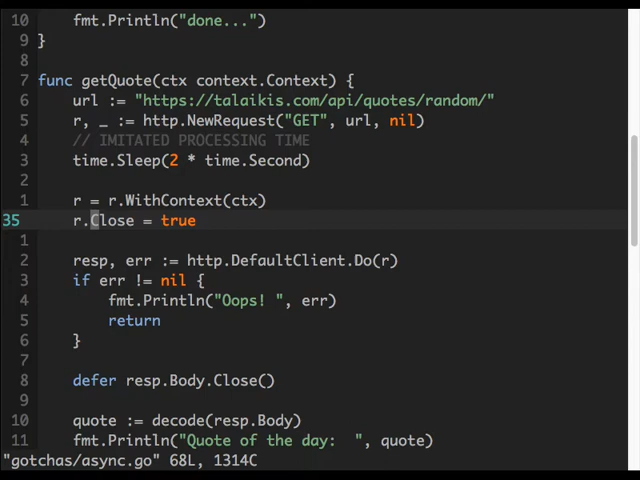 10     fmt.Println("done...")
9 }
8
7 func getQuote(ctx context.Context) {
6     url := "https://talaikis.com/api/quotes/random/"
5     r, _ := http.NewRequest("GET", url, nil)
4     // IMITATED PROCESSING TIME
3     time.Sleep(2 * time.Second)
2
1     r = r.WithContext(ctx)
35     r.Close = true
1
2     resp, err := http.DefaultClient.Do(r)
3     if err != nil {
4         fmt.Println("Oops! ", err)
5         return
6     }
7
8     defer resp.Body.Close()
9
10     quote := decode(resp.Body)
11     fmt.Println("Quote of the day:  ", quote)
"gotchas/async.go" 68L, 1314C